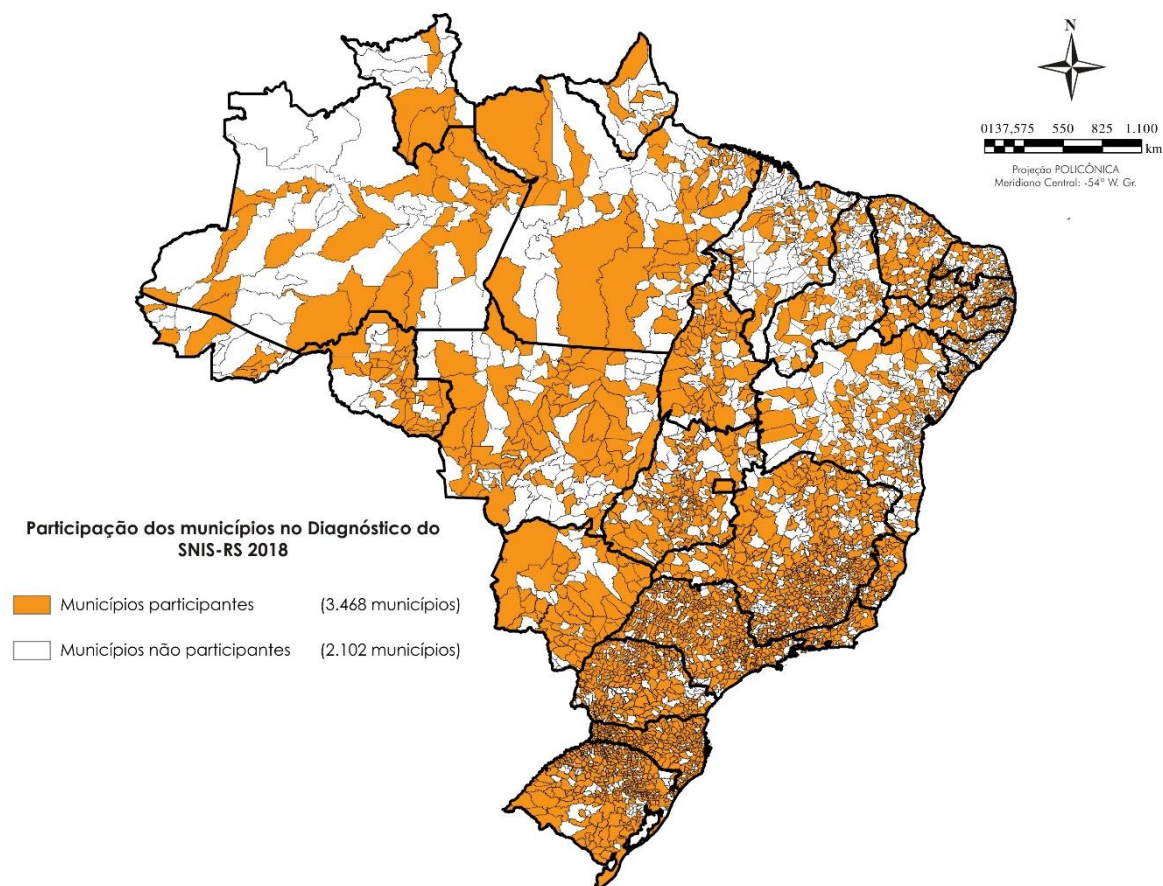 N
0137,575 550 825 1.100
km
Projeção POLICÔNICA
Meridiano Central: -54º W. Gr.
Participação dos municípios no Diagnóstico do
SNIS-RS 2018
Municípios participantes (3.468 municípios)
Municípios não participantes (2.102 municípios)